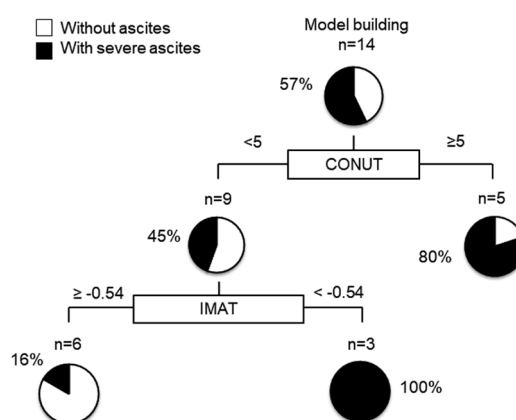 Without ascites
With severe ascites
Model building
n=14
57%
<5
≥5
CONUT
n=9
n=5
45%
80%
≥ -0.54
< -0.54
IMAT
n=6
n=3
16%
100%